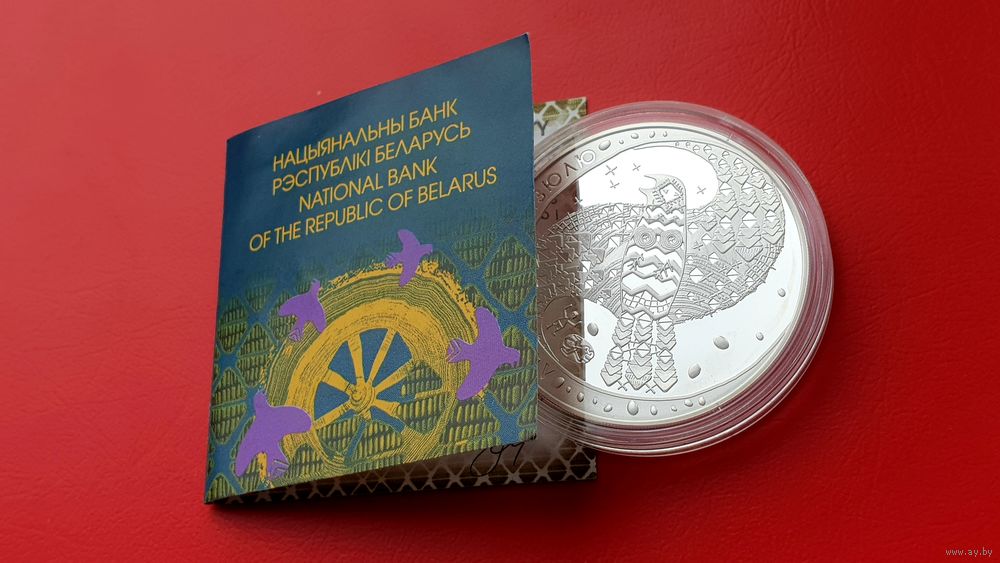 НАЦЫЯНАЛЬНЫ БАНК
РЭСПУБЛІКІ БЕЛАРУСЬ
NATIONAL BANK
OF THE REPUBLIC OF BELARUS
www.ay.by